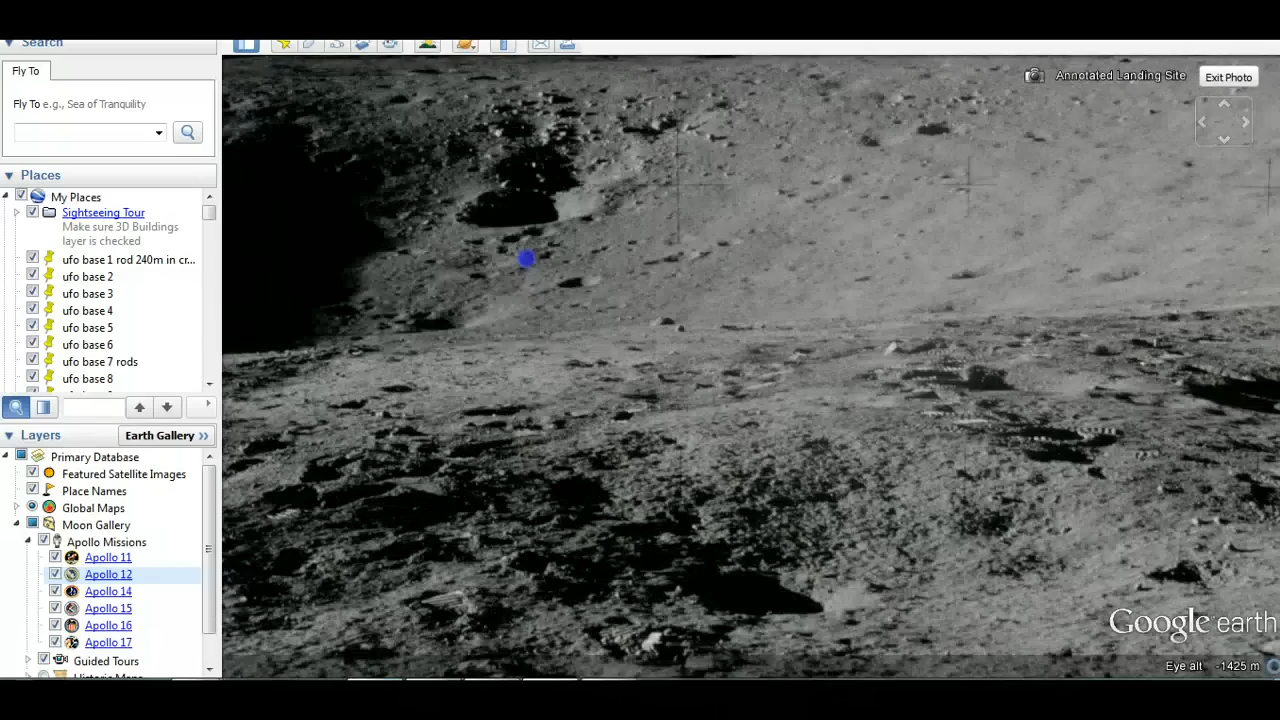 Search
Fly To
Fly To e.g., Sea of Tranquility
Places
My Places
Sightseeing Tour
Make sure 3D Buildings
layer is checked
ufo base 1 rod 240m in cr...
ufo base 2
ufo base 3
ufo base 4
ufo base 5
ufo base 6
ufo base 7 rods
ufo base 8
Layers
Earth Gallery >>
Primary Database
Featured Satellite Images
Place Names
Global Maps
Moon Gallery
Apollo Missions
Apollo 11
Apollo 12
Apollo 14
Apollo 15
Apollo 16
Apollo 17
Guided Tours
Historic Maps
Annotated Landing Site
Exit Photo
Google earth
Eye alt -1425 m